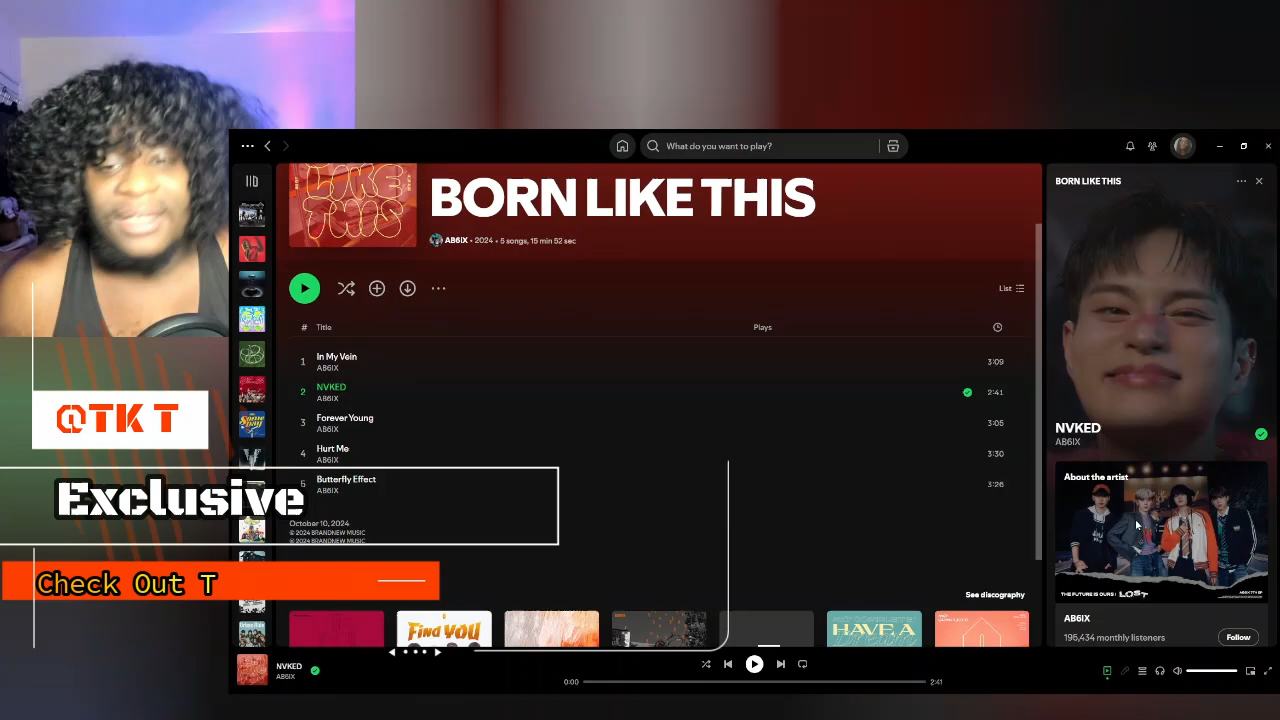 What do you want to play?
LIKE
THIS
BORN LIKE THIS
AB6IX • 2024 • 5 songs, 15 min 52 sec
List
# Title Plays
1 In My Vein 3:09
AB6IX
2 NVKED 2:41
AB6IX
3 Forever Young 3:05
AB6IX
4 Hurt Me 3:30
AB6IX
5 Butterfly Effect 3:26
AB6IX
October 10, 2024
© 2024 BRANDNEW MUSIC
℗ 2024 BRANDNEW MUSIC
See discography
Find YOU
HAVE A
BORN LIKE THIS
NVKED
AB6IX
About the artist
THE FUTURE IS OURS : LOST
AB6IX
195,434 monthly listeners
Follow
@TK T
Exclusive
Check Out T
NVKED
AB6IX
0:00
2:41